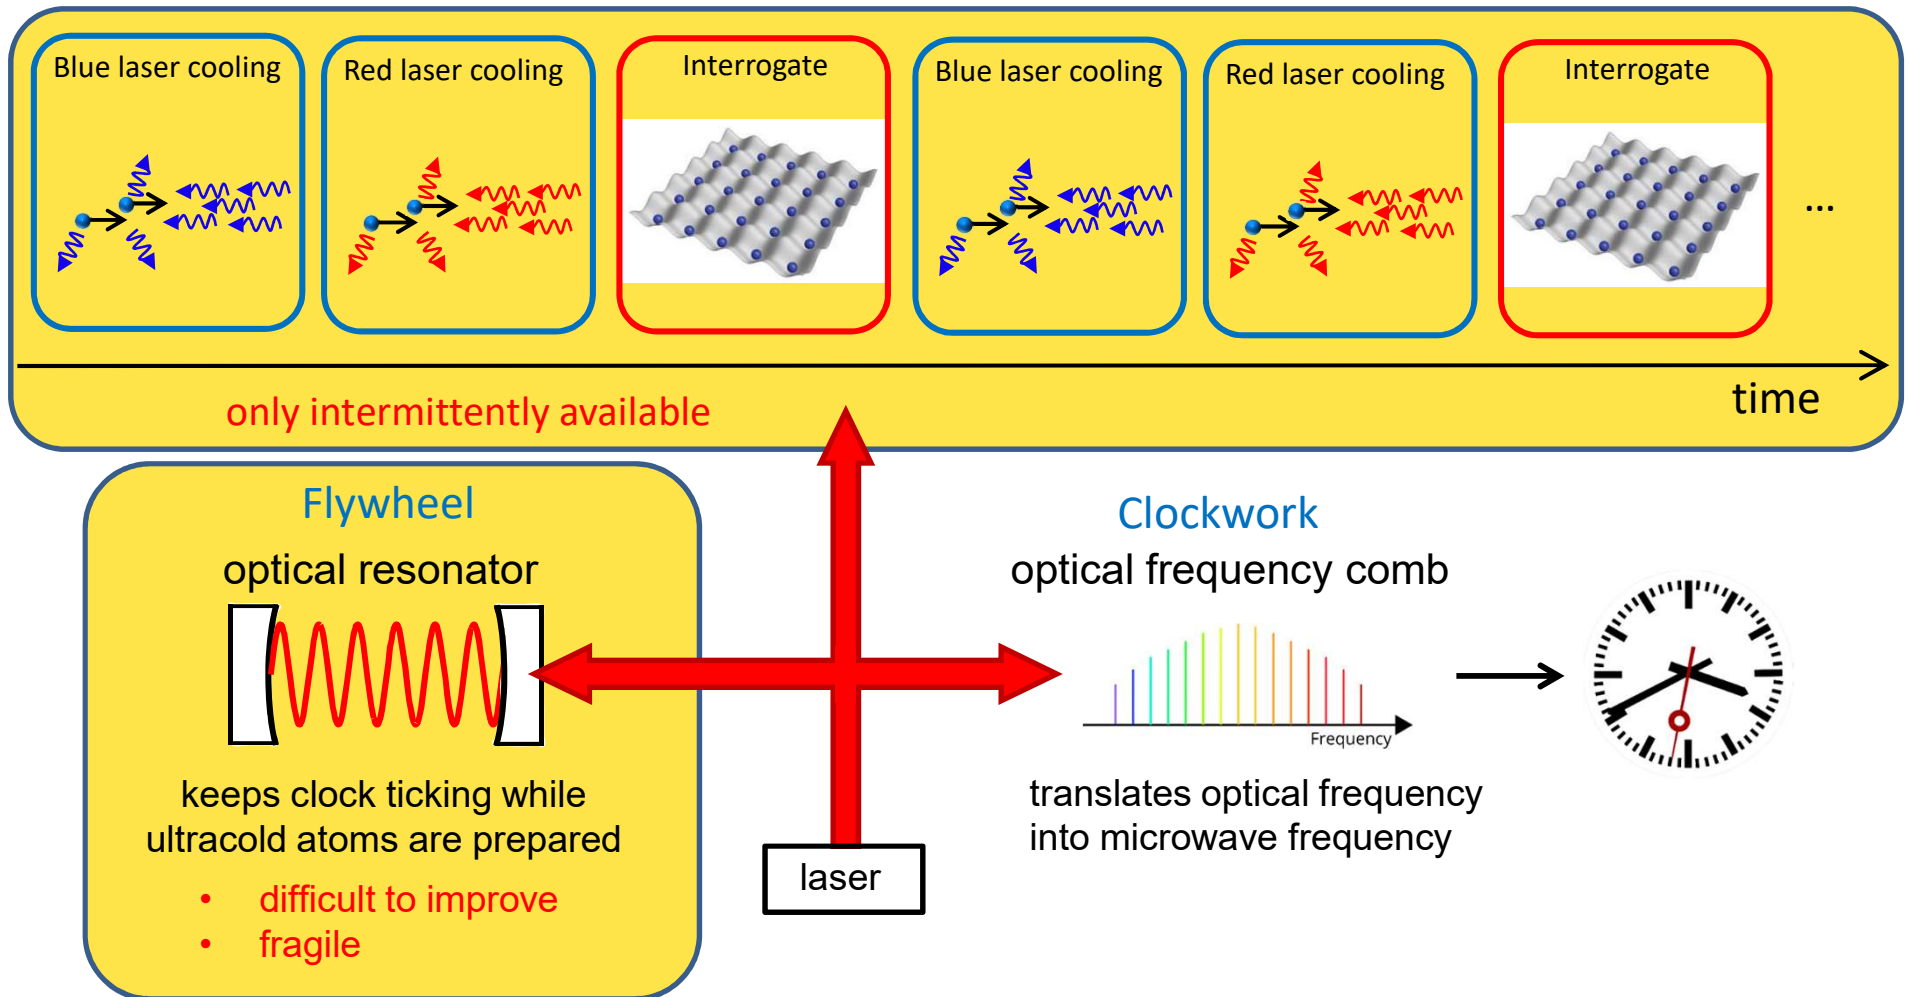 Blue laser cooling
Red laser cooling
Interrogate
Blue laser cooling
Red laser cooling
Interrogate
...
time
only intermittently available
Flywheel
optical resonator
keeps clock ticking while
ultracold atoms are prepared
• difficult to improve
• fragile
laser
Clockwork
optical frequency comb
Frequency
translates optical frequency
into microwave frequency